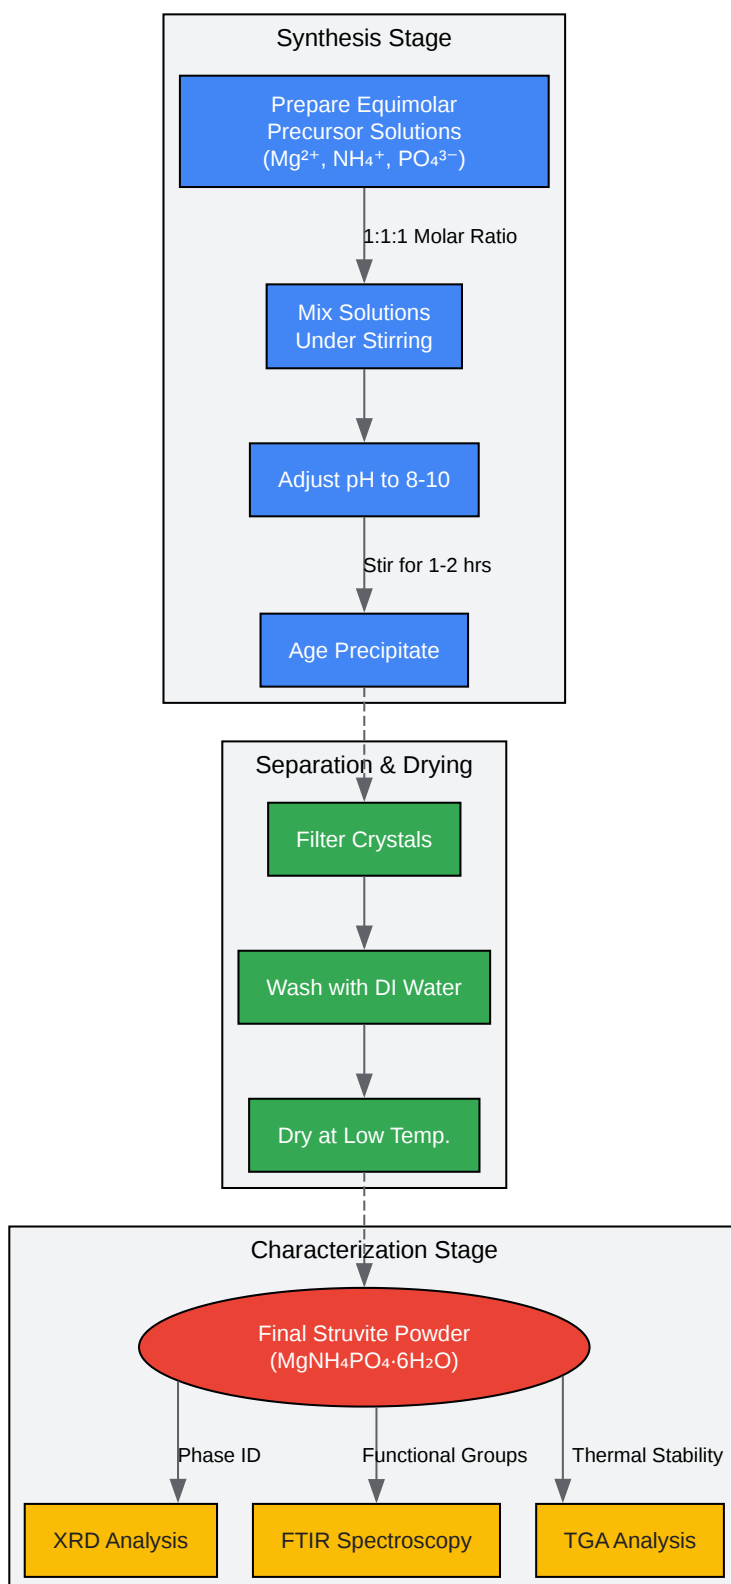 Synthesis Stage
Prepare Equimolar
Precursor Solutions
(Mg²⁺, NH₄⁺, PO₄³⁻)
1:1:1 Molar Ratio
Mix Solutions
Under Stirring
Adjust pH to 8-10
Stir for 1-2 hrs
Age Precipitate
Separation & Drying
Filter Crystals
Wash with DI Water
Dry at Low Temp.
Characterization Stage
Final Struvite Powder
(MgNH₄PO₄·6H₂O)
Phase ID
Functional Groups
Thermal Stability
XRD Analysis
FTIR Spectroscopy
TGA Analysis